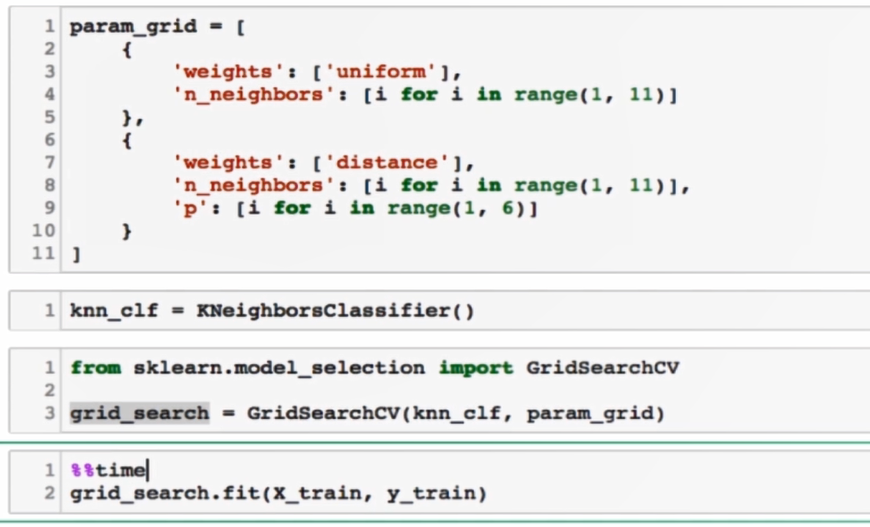 1 param_grid = [
2     {
3         'weights': ['uniform'],
4         'n_neighbors': [i for i in range(1, 11)]
5     },
6     {
7         'weights': ['distance'],
8         'n_neighbors': [i for i in range(1, 11)],
9         'p': [i for i in range(1, 6)]
10     }
11 ]
1 knn_clf = KNeighborsClassifier()
1 from sklearn.model_selection import GridSearchCV
2
3 grid_search = GridSearchCV(knn_clf, param_grid)
1 %%time
2 grid_search.fit(X_train, y_train)